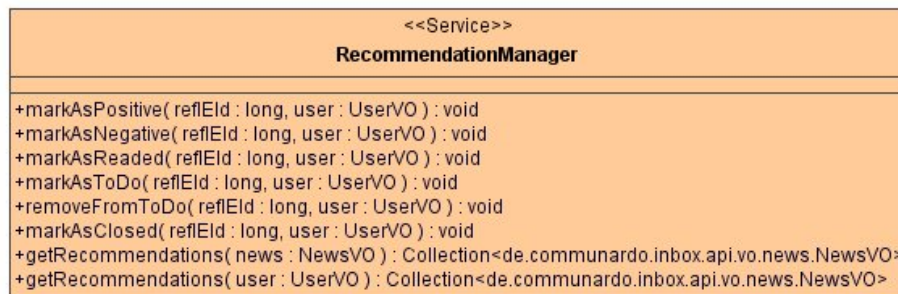 <<Service>>
RecommendationManager
+markAsPositive( reflEId : long, user : UserVO ) : void
+markAsNegative( reflEId : long, user : UserVO ) : void
+markAsReaded( reflEId : long, user : UserVO ) : void
+markAsToDo( reflEId : long, user : UserVO ) : void
+removeFromToDo( reflEId : long, user : UserVO ) : void
+markAsClosed( reflEId : long, user : UserVO ) : void
+getRecommendations( news : NewsVO ) : Collection<de.communardo.inbox.api.vo.news.NewsVO>
+getRecommendations( user : UserVO ) : Collection<de.communardo.inbox.api.vo.news.NewsVO>